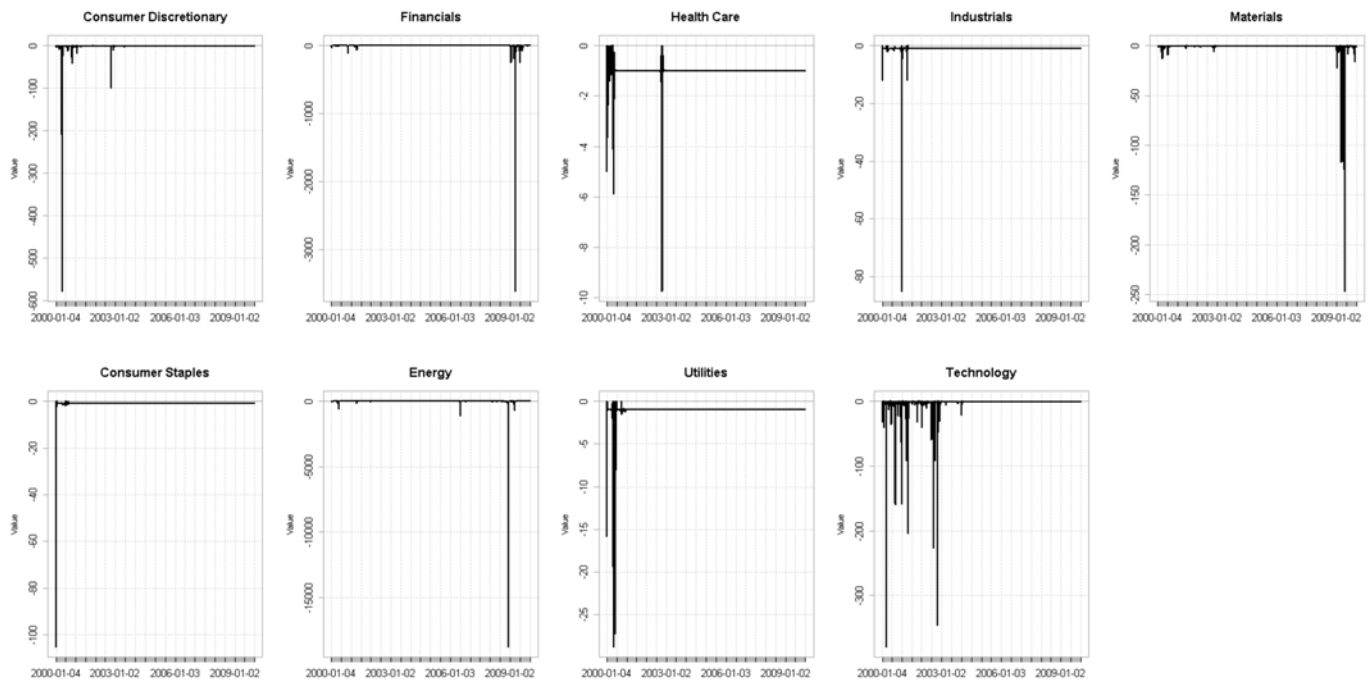 Consumer Discretionary
Value
0
-100
-200
-300
-400
-500
-600
2000-01-04 2003-01-02 2006-01-03 2009-01-02
Financials
Value
0
-1000
-2000
-3000
2000-01-04 2003-01-02 2006-01-03 2009-01-02
Health Care
Value
0
-2
-4
-6
-8
-10
2000-01-04 2003-01-02 2006-01-03 2009-01-02
Industrials
Value
0
-20
-40
-60
-80
2000-01-04 2003-01-02 2006-01-03 2009-01-02
Materials
Value
0
-50
-100
-150
-200
-250
2000-01-04 2003-01-02 2006-01-03 2009-01-02
Consumer Staples
Value
0
-20
-40
-60
-80
-100
2000-01-04 2003-01-02 2006-01-03 2009-01-02
Energy
Value
0
-5000
-10000
-15000
2000-01-04 2003-01-02 2006-01-03 2009-01-02
Utilities
Value
0
-5
-10
-15
-20
-25
2000-01-04 2003-01-02 2006-01-03 2009-01-02
Technology
Value
0
-100
-200
-300
2000-01-04 2003-01-02 2006-01-03 2009-01-02